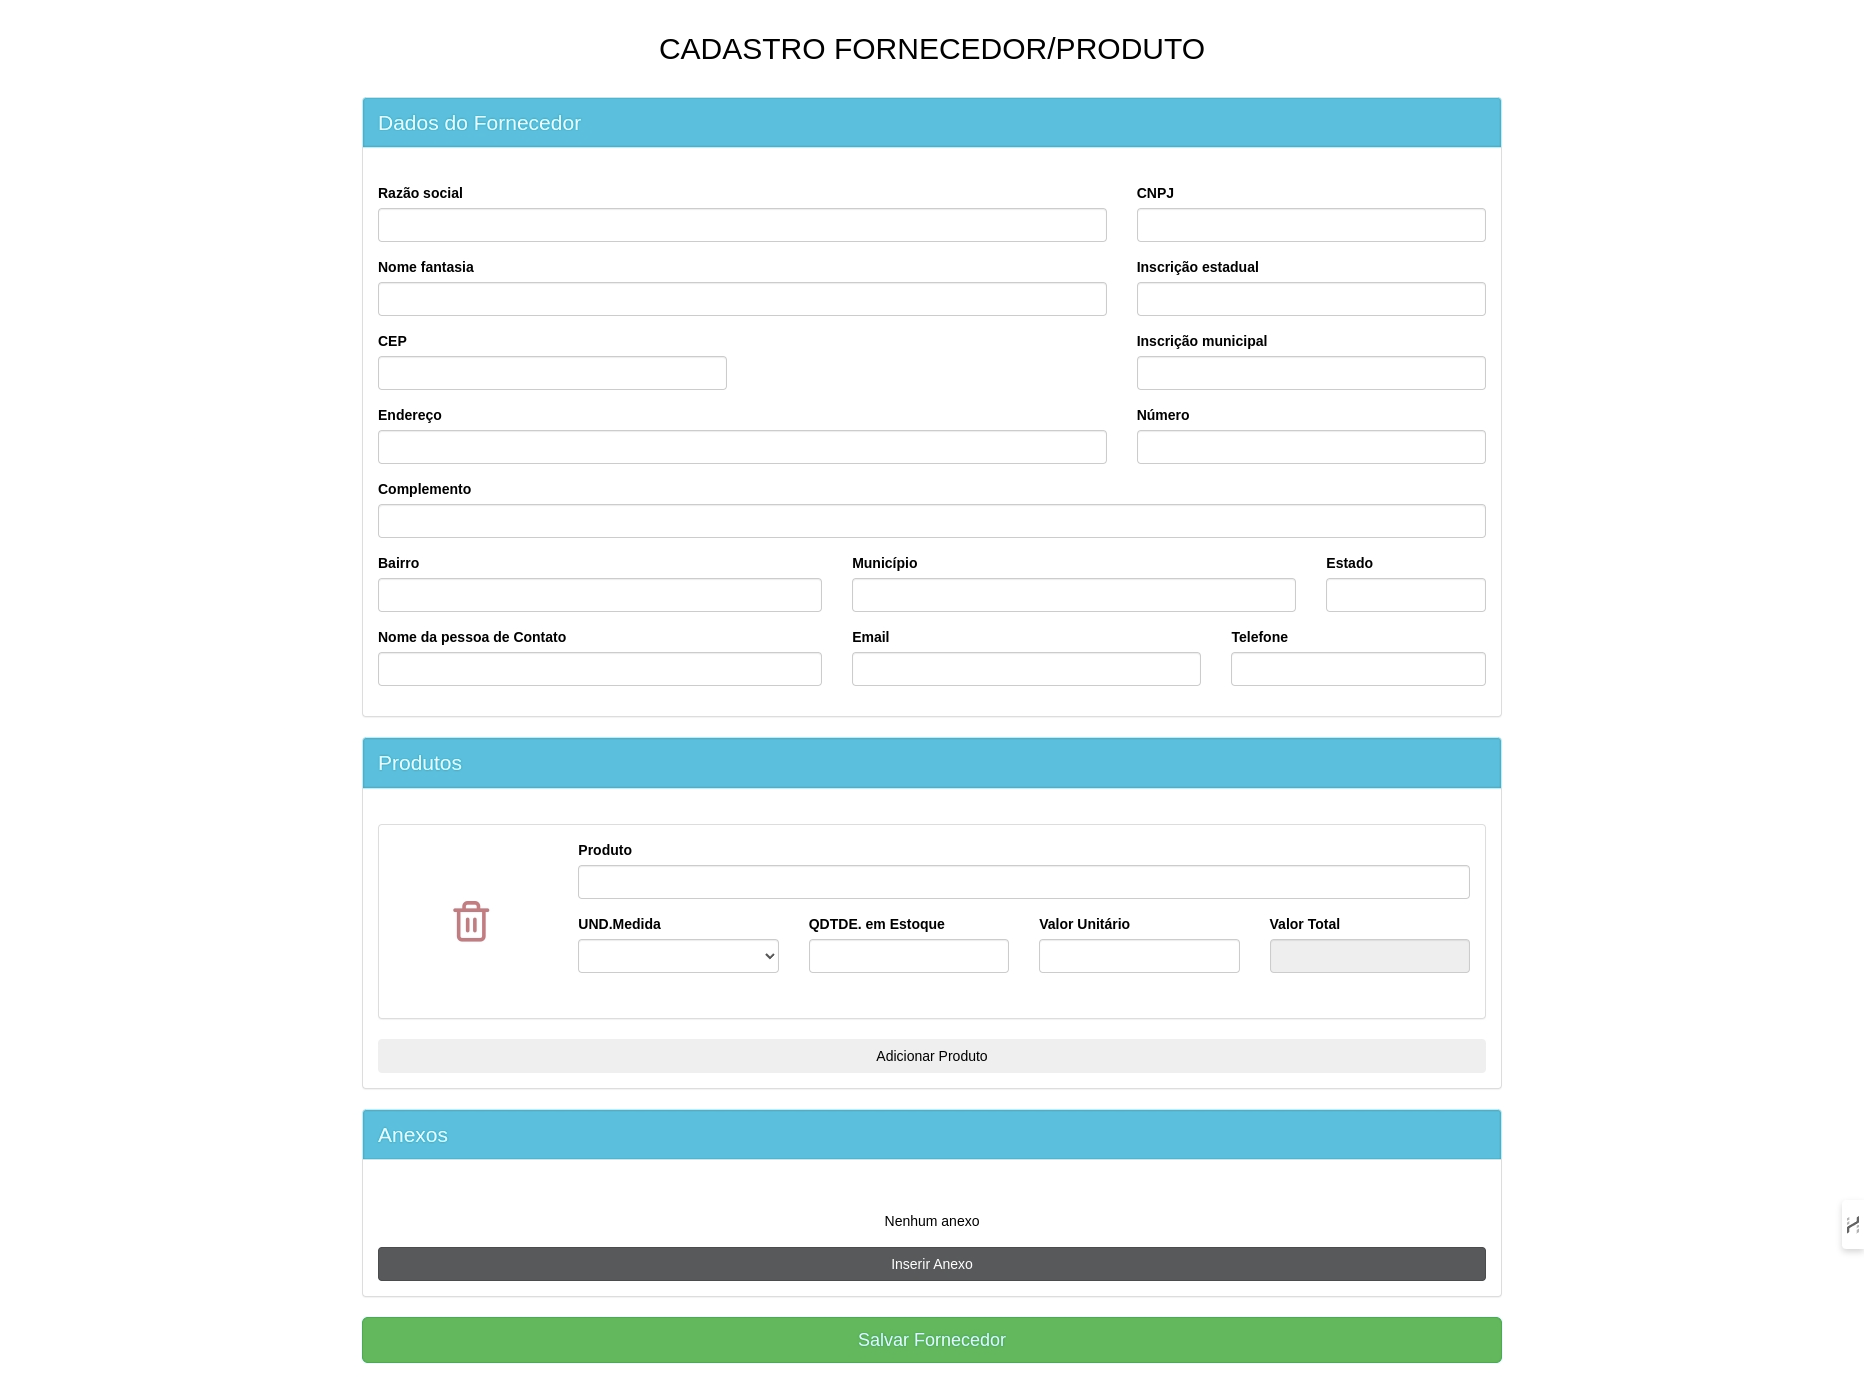 CADASTRO FORNECEDOR/PRODUTO
Dados do Fornecedor
Razão social CNPJ
Nome fantasia Inscrição estadual
CEP Inscrição municipal
Endereço Número
Complemento
Bairro Município Estado
Nome da pessoa de Contato Email Telefone
Produtos
Produto
UND.Medida QDTDE. em Estoque Valor Unitário Valor Total
Adicionar Produto
Anexos
Nenhum anexo
Inserir Anexo
Salvar Fornecedor